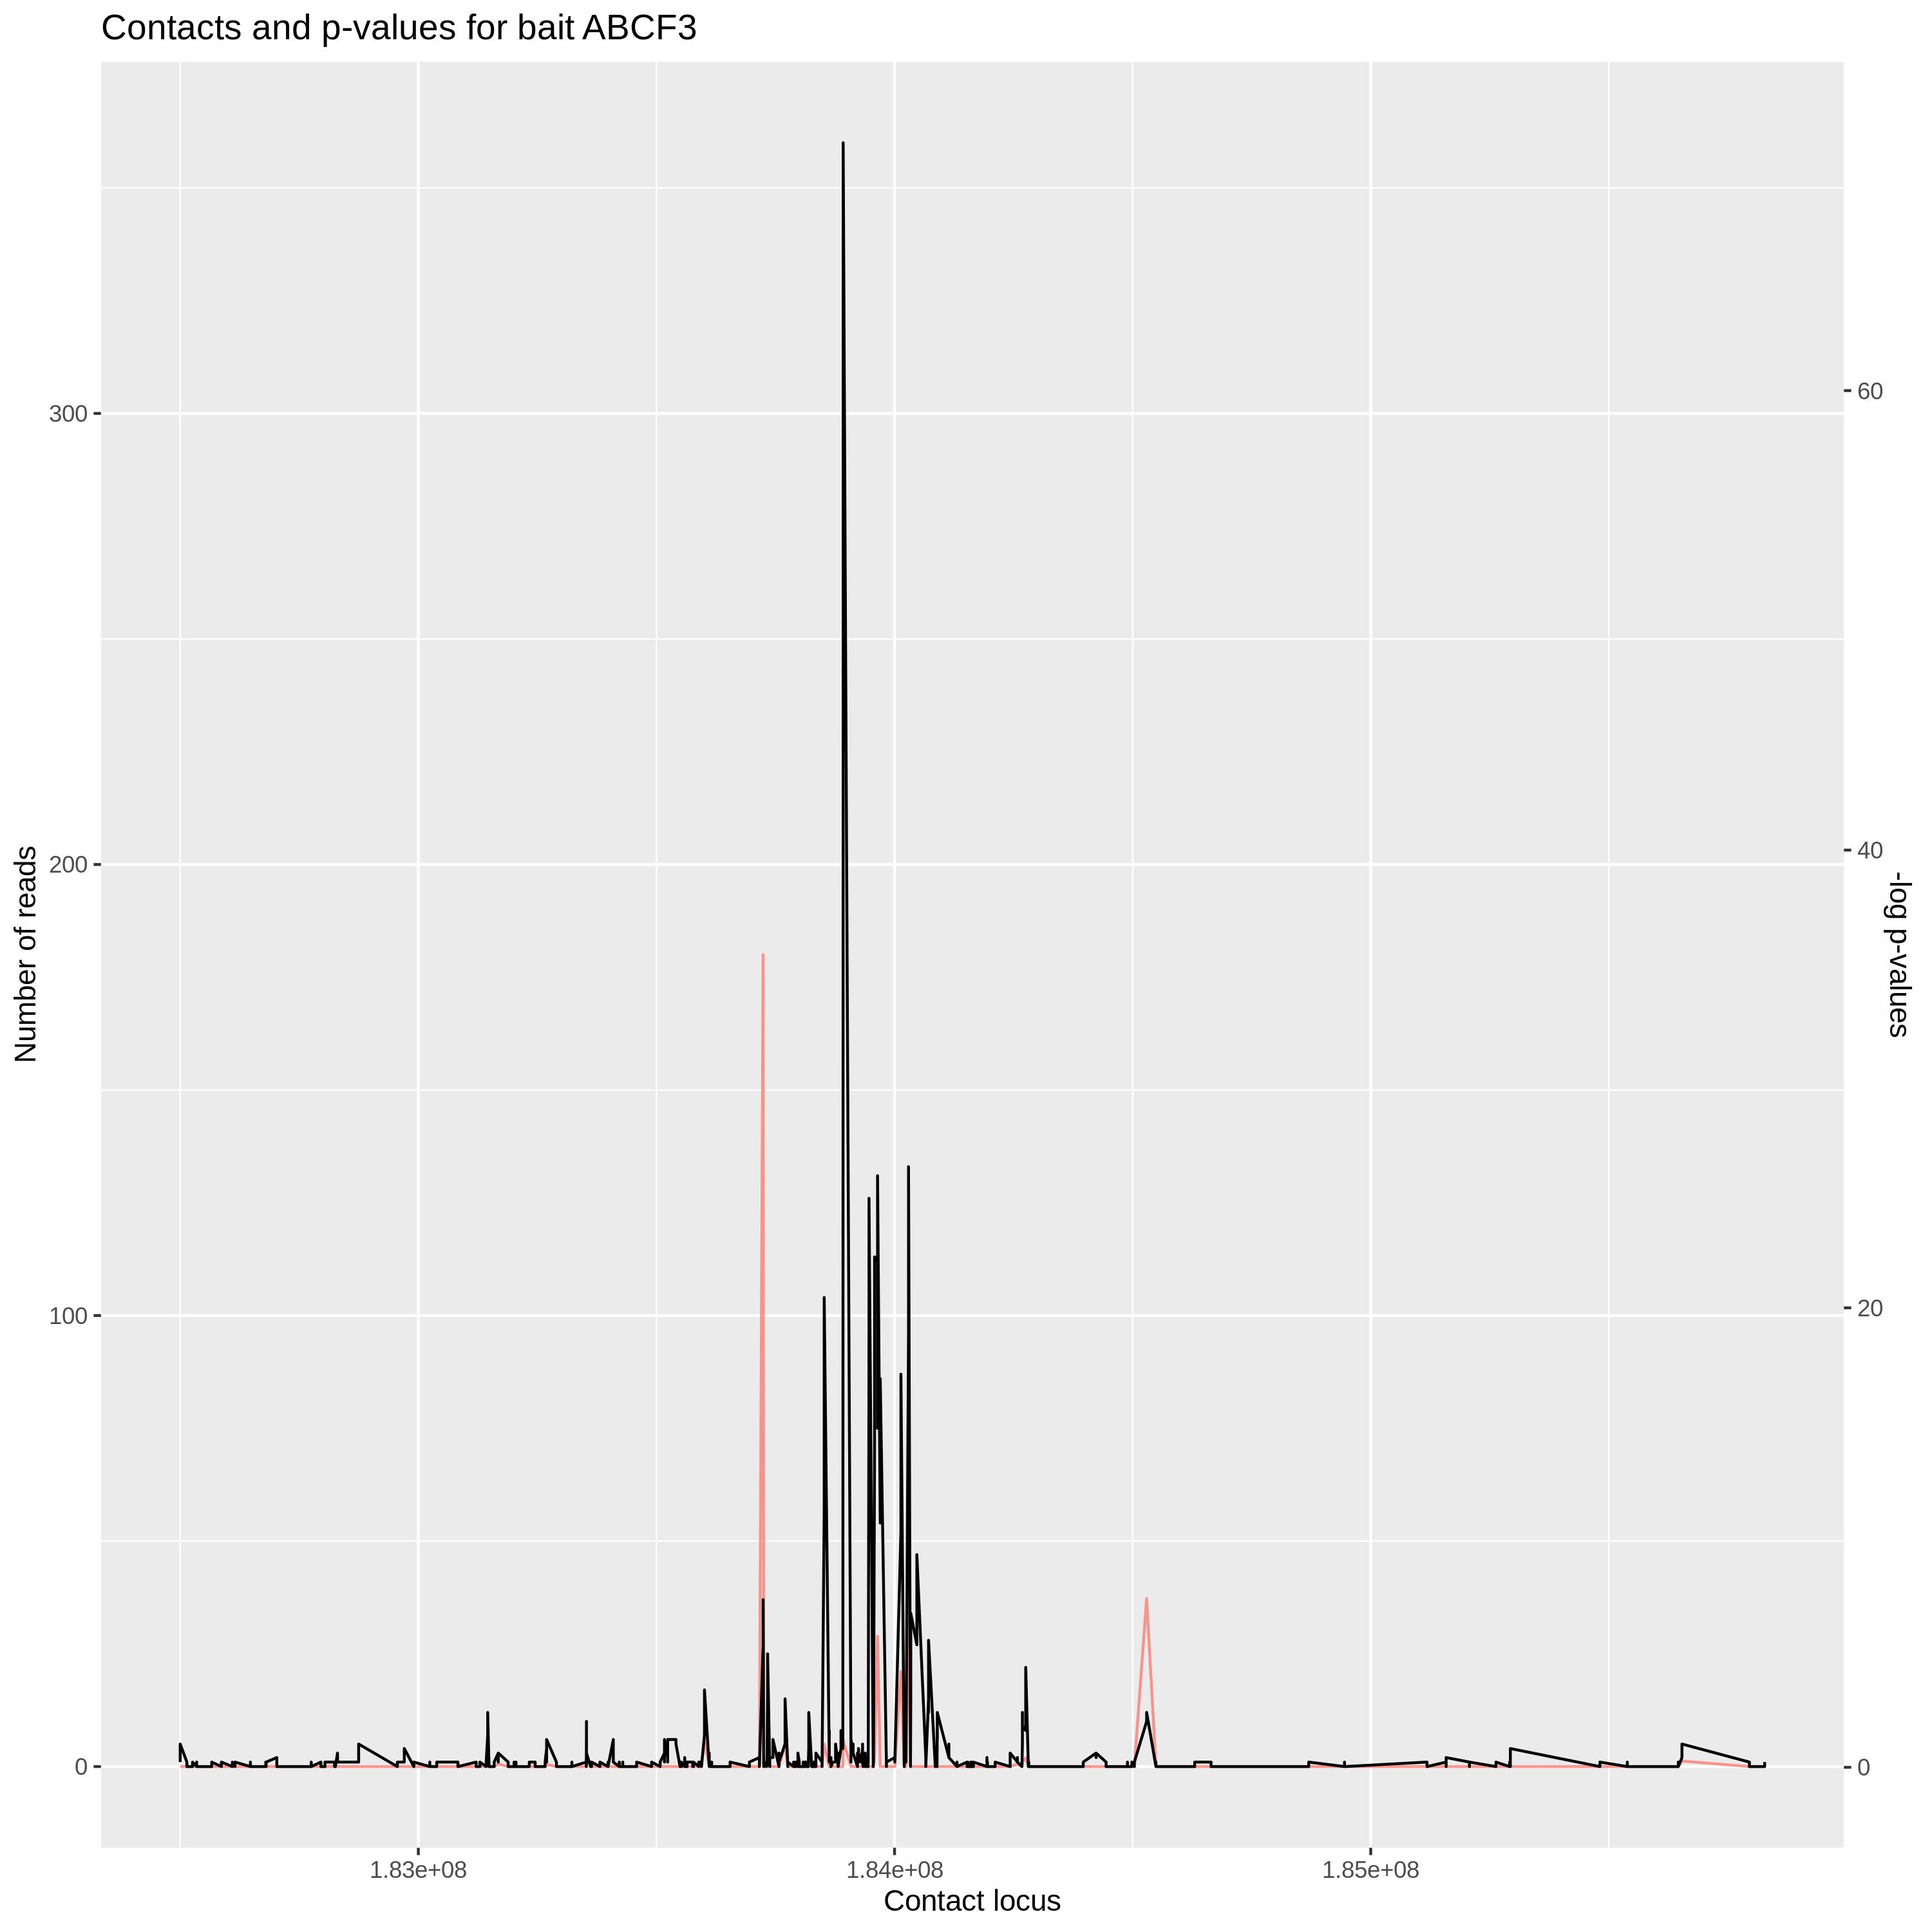 Contacts and p-values for bait ABCF3
Number of reads
300
200
100
0
60
40
20
0
-log p-values
1.83e+08
1.84e+08
1.85e+08
Contact locus